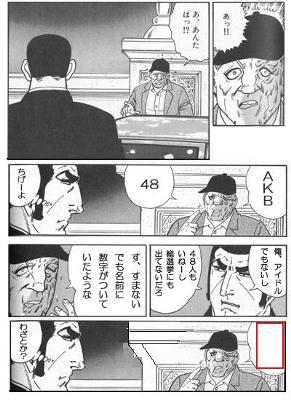 あっ!!
あ、あんた
はっ!!
AKB
48
ちげーよ
俺、アイドル
でもなしし
48人も
いねーし
総選挙にも
出てないだろ
す、すまない
でも名前に
数字がついて
いたような
わざとか?